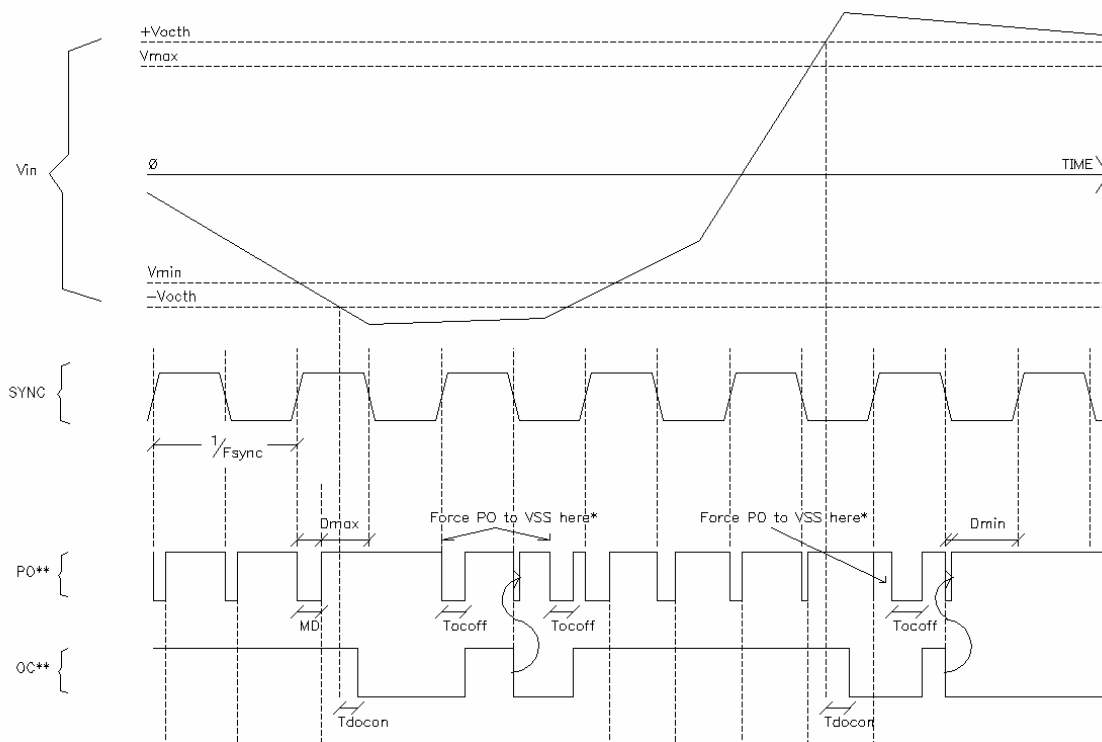 +Vocth
Vmax
Vin
Ø
TIME
Vmin
-Vocth
SYNC
1/Fsync
Dmax
Force PO to VSS here*
Force PO to VSS here*
Dmin
PO**
MD
Tocoff
Tocoff
Tocoff
OC**
Tdocon
Tdocon